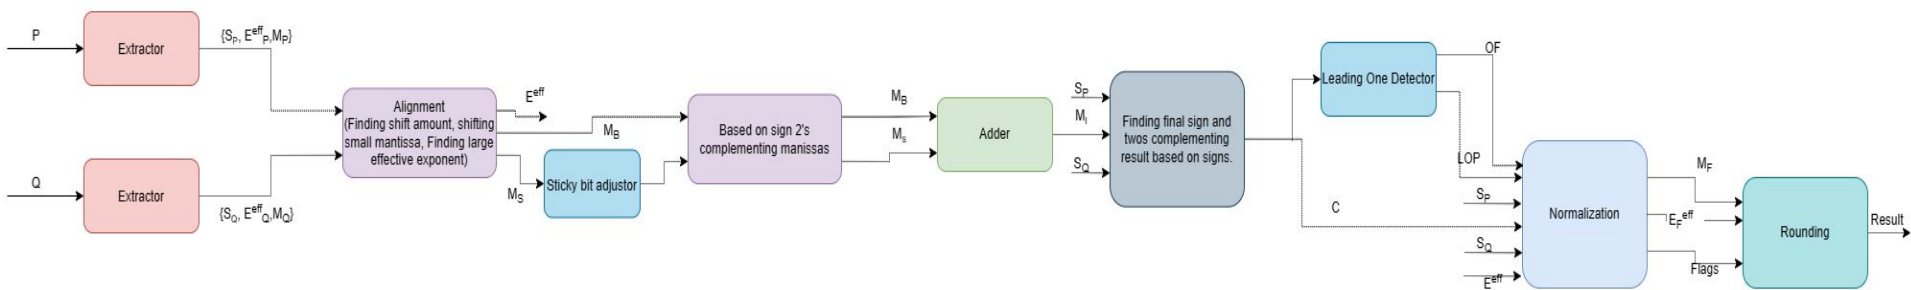 P
Extractor
{S_P, E^eff_P,M_P}
Q
Extractor
{S_Q, E^eff_Q,M_Q}
Alignment
(Finding shift amount, shifting
small mantissa, Finding large
effective exponent)
E^eff
M_B
M_S
Sticky bit adjustor
Based on sign 2's
complementing manissas
M_B
M_s
Adder
S_P
M_I
S_Q
Finding final sign and
twos complementing
result based on signs.
Leading One Detector
OF
LOP
S_P
C
S_Q
E^eff
Normalization
M_F
E_F^eff
Flags
Rounding
Result